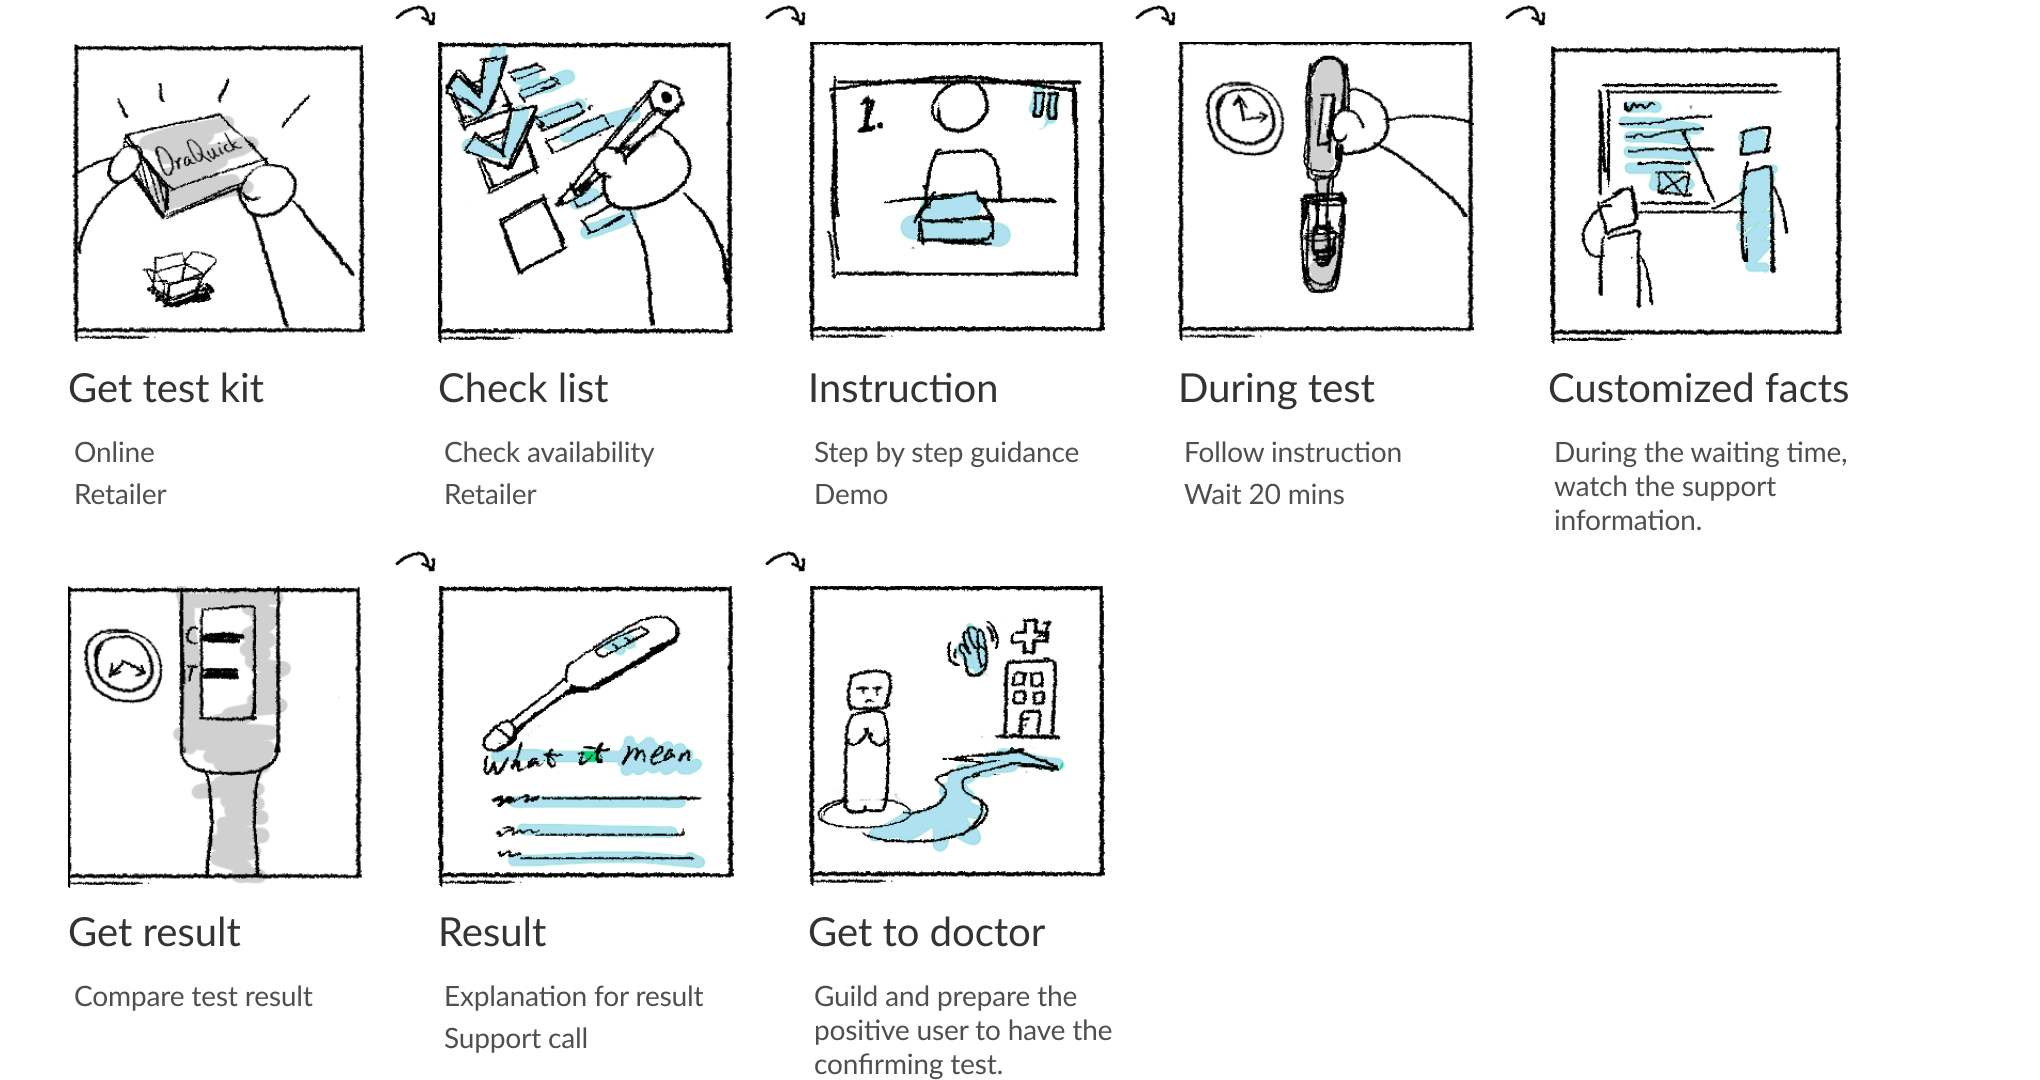 OraQuick
1.
Get test kit
Online
Retailer
Check list
Check availability
Retailer
Instruction
Step by step guidance
Demo
During test
Follow instruction
Wait 20 mins
Customized facts
During the waiting time,
watch the support
information.
C
T
What it mean
Get result
Compare test result
Result
Explanation for result
Support call
Get to doctor
Guild and prepare the
positive user to have the
confirming test.